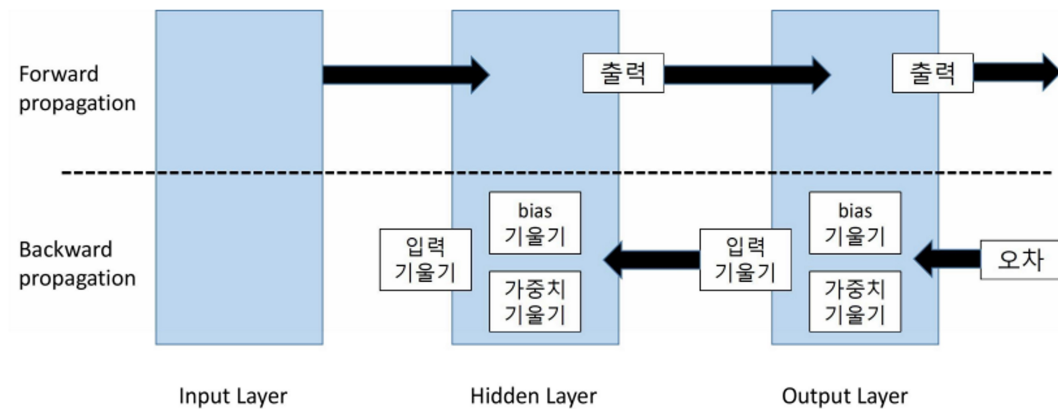 Forward
propagation
출력
출력
Backward
propagation
입력
기울기
bias
기울기
가중치
기울기
입력
기울기
bias
기울기
가중치
기울기
오차
Input Layer
Hidden Layer
Output Layer